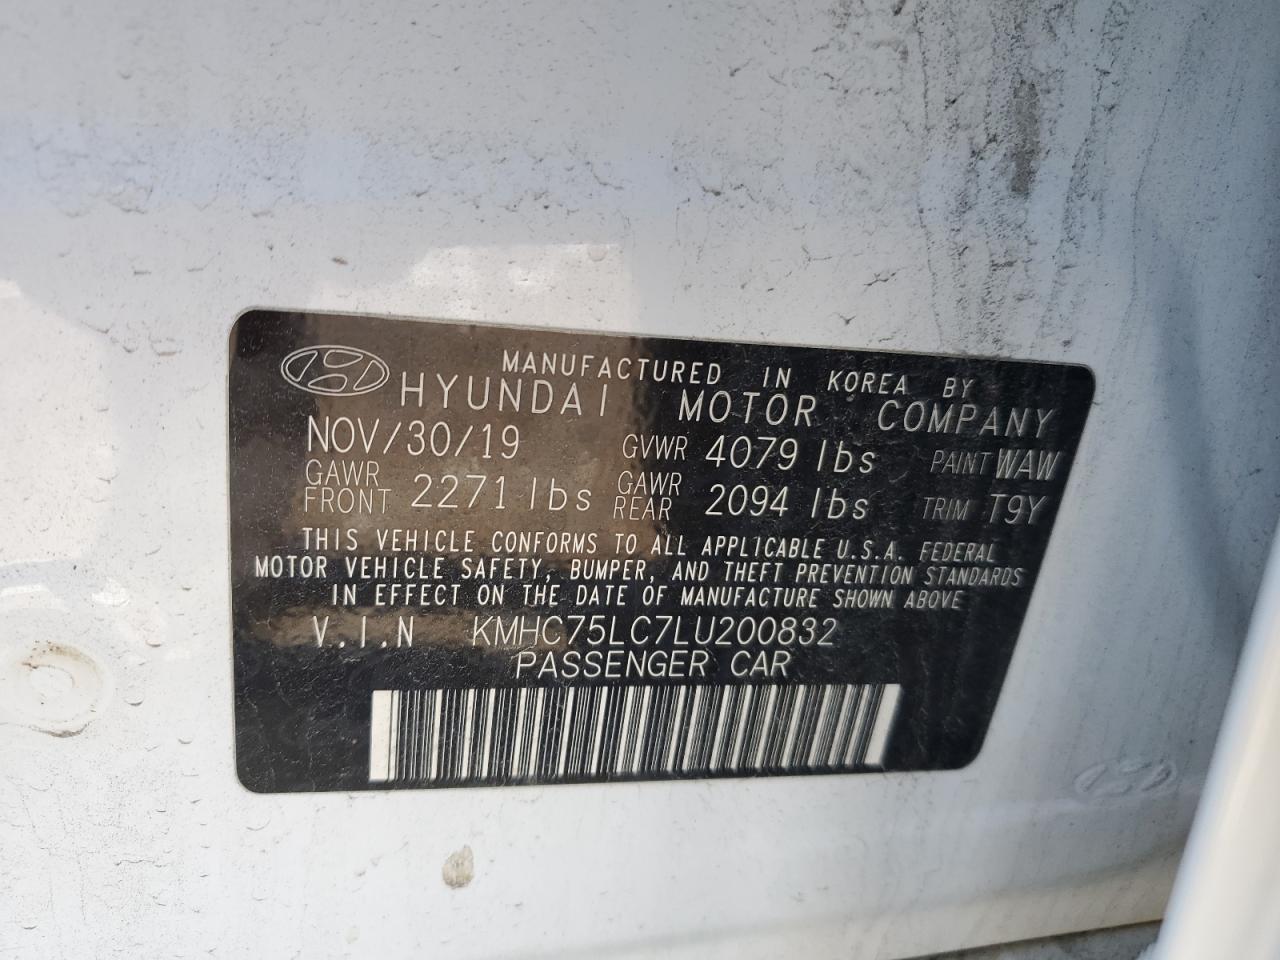 MANUFACTURED IN KOREA BY
HYUNDAI MOTOR COMPANY
NOV/30/19 GVWR 4079 lbs PAINT WAW
GAWR FRONT 2271 lbs GAWR REAR 2094 lbs TRIM T9Y
THIS VEHICLE CONFORMS TO ALL APPLICABLE U.S.A. FEDERAL
MOTOR VEHICLE SAFETY, BUMPER, AND THEFT PREVENTION STANDARDS
IN EFFECT ON THE DATE OF MANUFACTURE SHOWN ABOVE
V.I.N KMHC75LC7LU200832
PASSENGER CAR